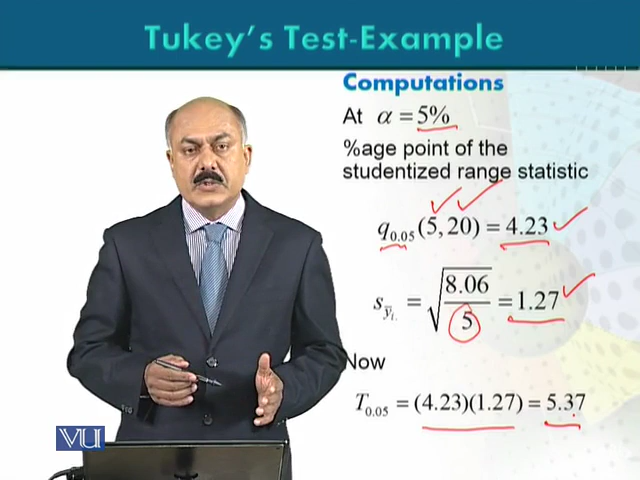 Tukey's Test-Example
Computations
At α = 5%
%age point of the
studentized range statistic
q₀.₀₅(5, 20) = 4.23
s_ȳᵢ. = √(8.06/5) = 1.27
Now
T₀.₀₅ = (4.23)(1.27) = 5.37
VU